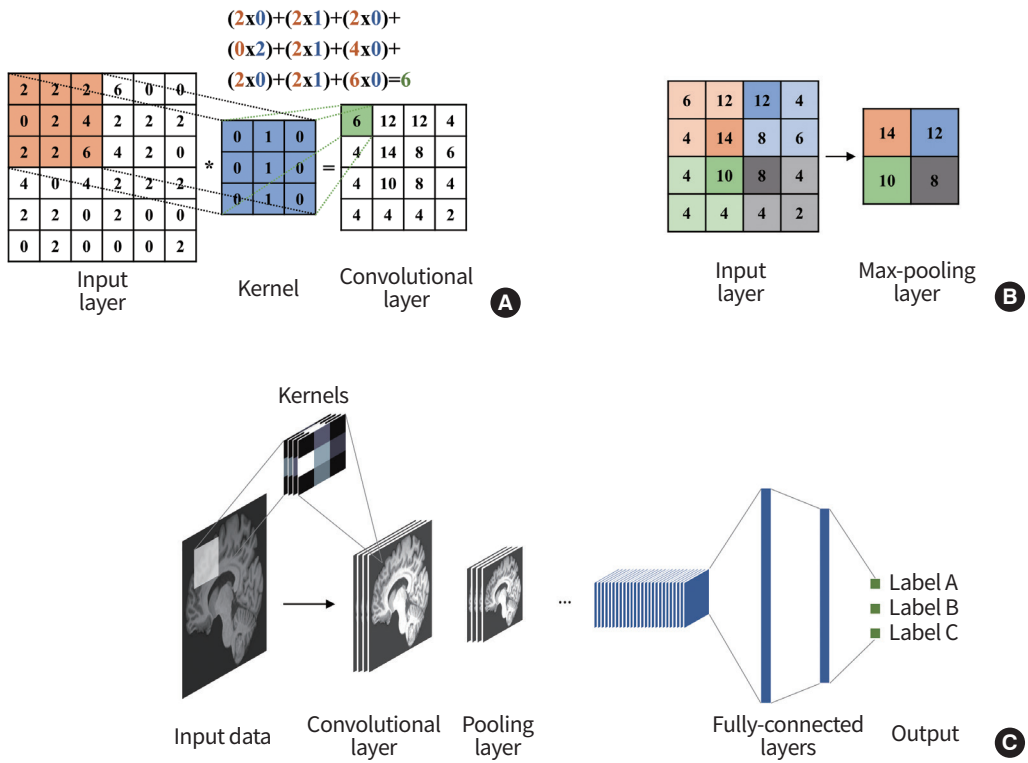 (2x0)+(2x1)+(2x0)+
(0x2)+(2x1)+(4x0)+
(2x0)+(2x1)+(6x0)=6
2 2 2 6 0 0
0 2 4 2 2 2
2 2 6 4 2 0
4 0 4 2 2 2
2 2 0 2 0 0
0 2 0 0 0 2
*
0 1 0
0 1 0
0 1 0
=
6 12 12 4
4 14 8 6
4 10 8 4
4 4 4 2
Input
layer
Kernel
Convolutional
layer
A
6 12 12 4
4 14 8 6
4 10 8 4
4 4 4 2
14 12
10 8
Input
layer
Max-pooling
layer
B
Kernels
...
Label A
Label B
Label C
Input data
Convolutional
layer
Pooling
layer
Fully-connected
layers
Output
C